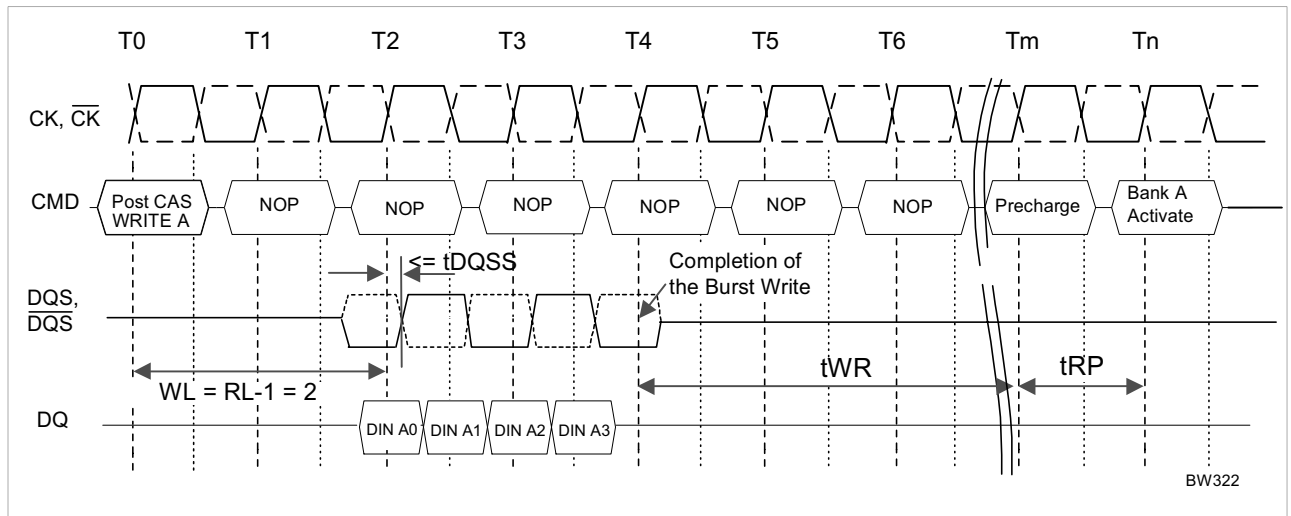 T0 T1 T2 T3 T4 T5 T6 Tm Tn
CK, C̅K̅
CMD
Post CAS
WRITE A
NOP
NOP
NOP
NOP
NOP
NOP
Precharge
Bank A
Activate
<= tDQSS
Completion of
the Burst Write
DQS,
D̅Q̅S̅
WL = RL-1 = 2
tWR
tRP
DQ
DIN A0
DIN A1
DIN A2
DIN A3
BW322